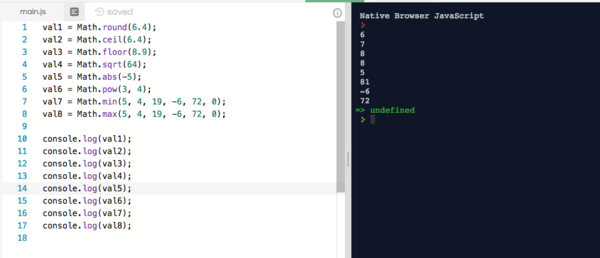 main.js
saved
1 val1 = Math.round(6.4);
2 val2 = Math.ceil(6.4);
3 val3 = Math.floor(8.9);
4 val4 = Math.sqrt(64);
5 val5 = Math.abs(-5);
6 val6 = Math.pow(3, 4);
7 val7 = Math.min(5, 4, 19, -6, 72, 0);
8 val8 = Math.max(5, 4, 19, -6, 72, 0);
9
10 console.log(val1);
11 console.log(val2);
12 console.log(val3);
13 console.log(val4);
14 console.log(val5);
15 console.log(val6);
16 console.log(val7);
17 console.log(val8);
18
Native Browser JavaScript
>
6
7
8
8
5
81
-6
72
=> undefined
>